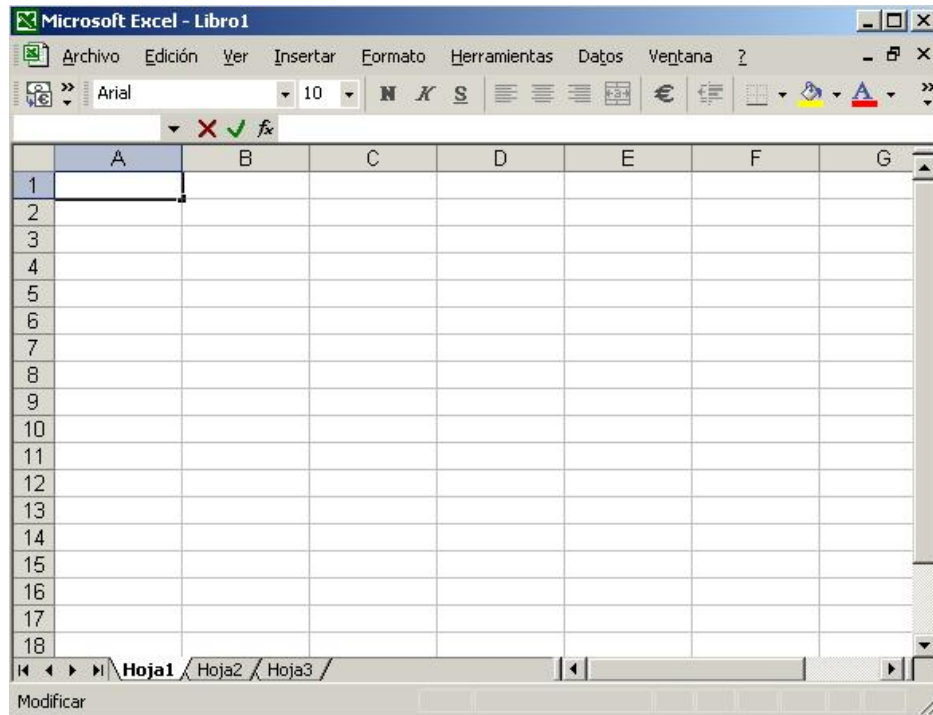 Microsoft Excel - Libro1
Archivo Edición Ver Insertar Formato Herramientas Datos Ventana ?
Arial 10 N K S €
fx
A B C D E F G
1
2
3
4
5
6
7
8
9
10
11
12
13
14
15
16
17
18
Hoja1 Hoja2 Hoja3
Modificar